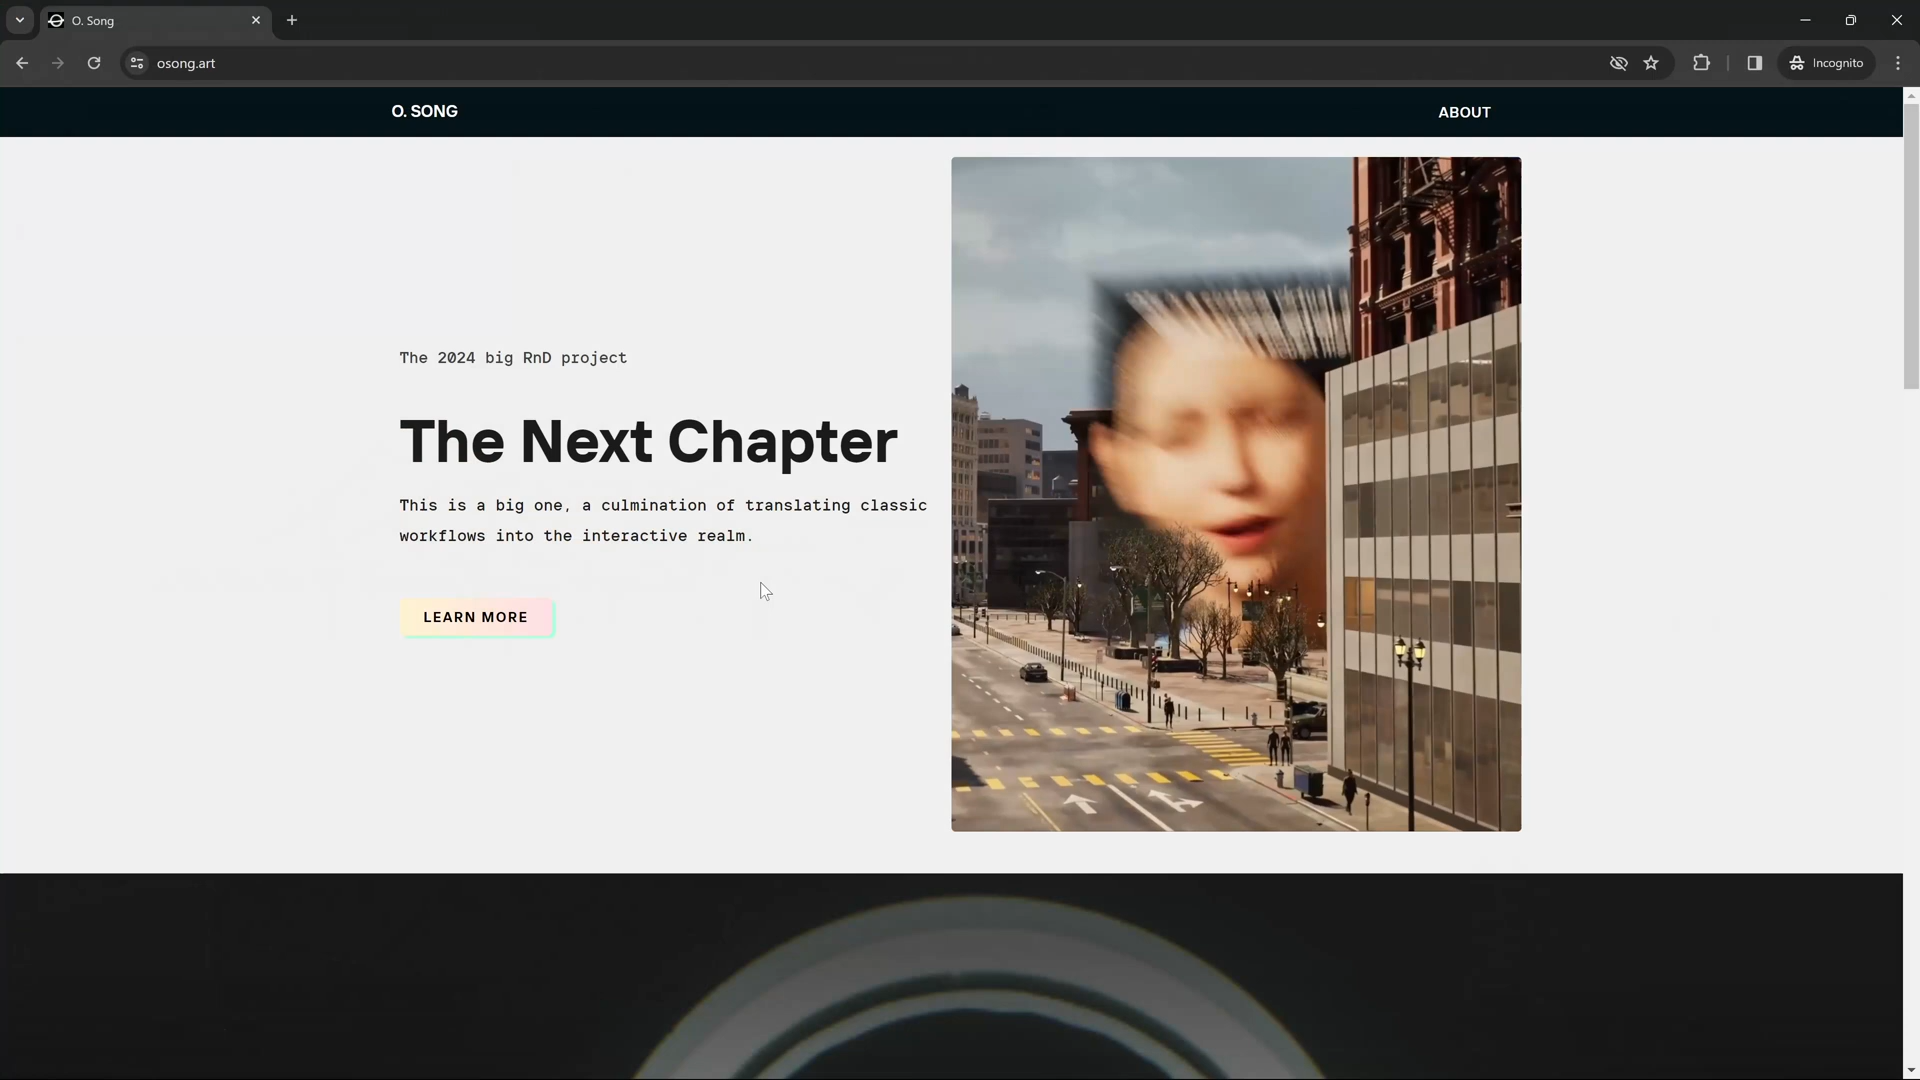 O. Song
osong.art
Incognito
O. SONG
ABOUT
The 2024 big RnD project
The Next Chapter
This is a big one, a culmination of translating classic
workflows into the interactive realm.
LEARN MORE